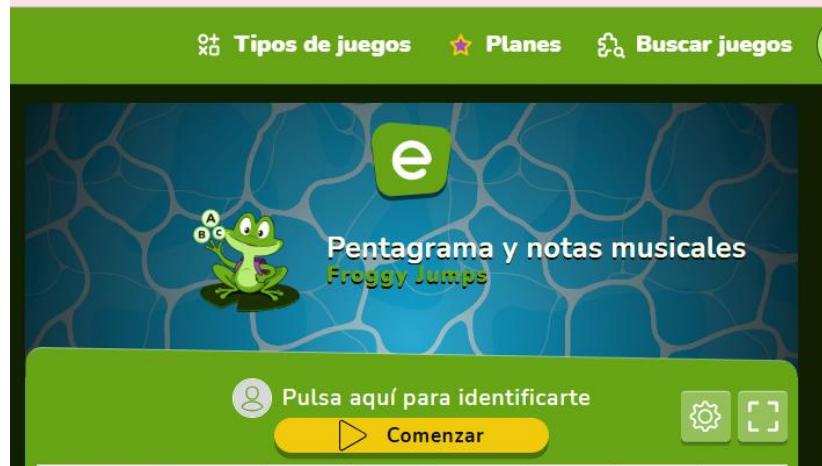 Tipos de juegos Planes Buscar juegos
e
A
B C
Pentagrama y notas musicales
Froggy Jumps
Pulsa aquí para identificarte
Comenzar